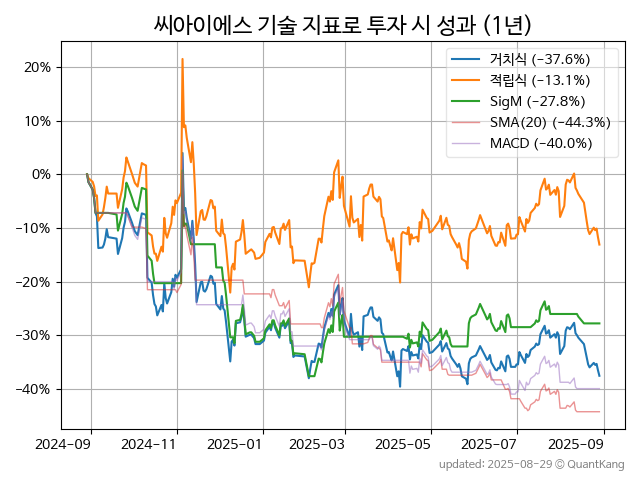 씨아이에스 기술 지표로 투자 시 성과 (1년)
거치식 (−37.6%)
적립식 (−13.1%)
SigM (−27.8%)
SMA(20) (−44.3%)
MACD (−40.0%)
20%
10%
0%
−10%
−20%
−30%
−40%
2024-09 2024-11 2025-01 2025-03 2025-05 2025-07 2025-09
updated: 2025-08-29 © QuantKang